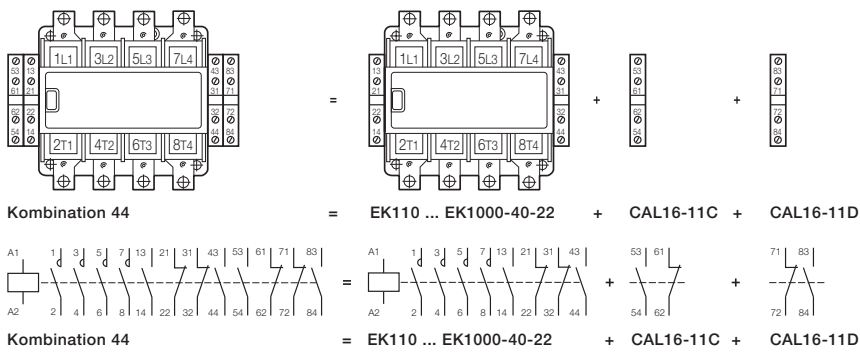 1L1 3L2 5L3 7L4
53 13 43 83
61 21 31 71
62 22 32 72
54 14 44 84
2T1 4T2 6T3 8T4
=
1L1 3L2 5L3 7L4
13 43
21 31
22 32
14 44
2T1 4T2 6T3 8T4
+
53
61
62
54
+
83
71
72
84
Kombination 44 = EK110 ... EK1000-40-22 + CAL16-11C + CAL16-11D
A1 1 3 5 7 13 21 31 43 53 61 71 83
A2 2 4 6 8 14 22 32 44 54 62 72 84
=
A1 1 3 5 7 13 21 31 43
A2 2 4 6 8 14 22 32 44
+
53 61
54 62
+
71 83
72 84
Kombination 44 = EK110 ... EK1000-40-22 + CAL16-11C + CAL16-11D